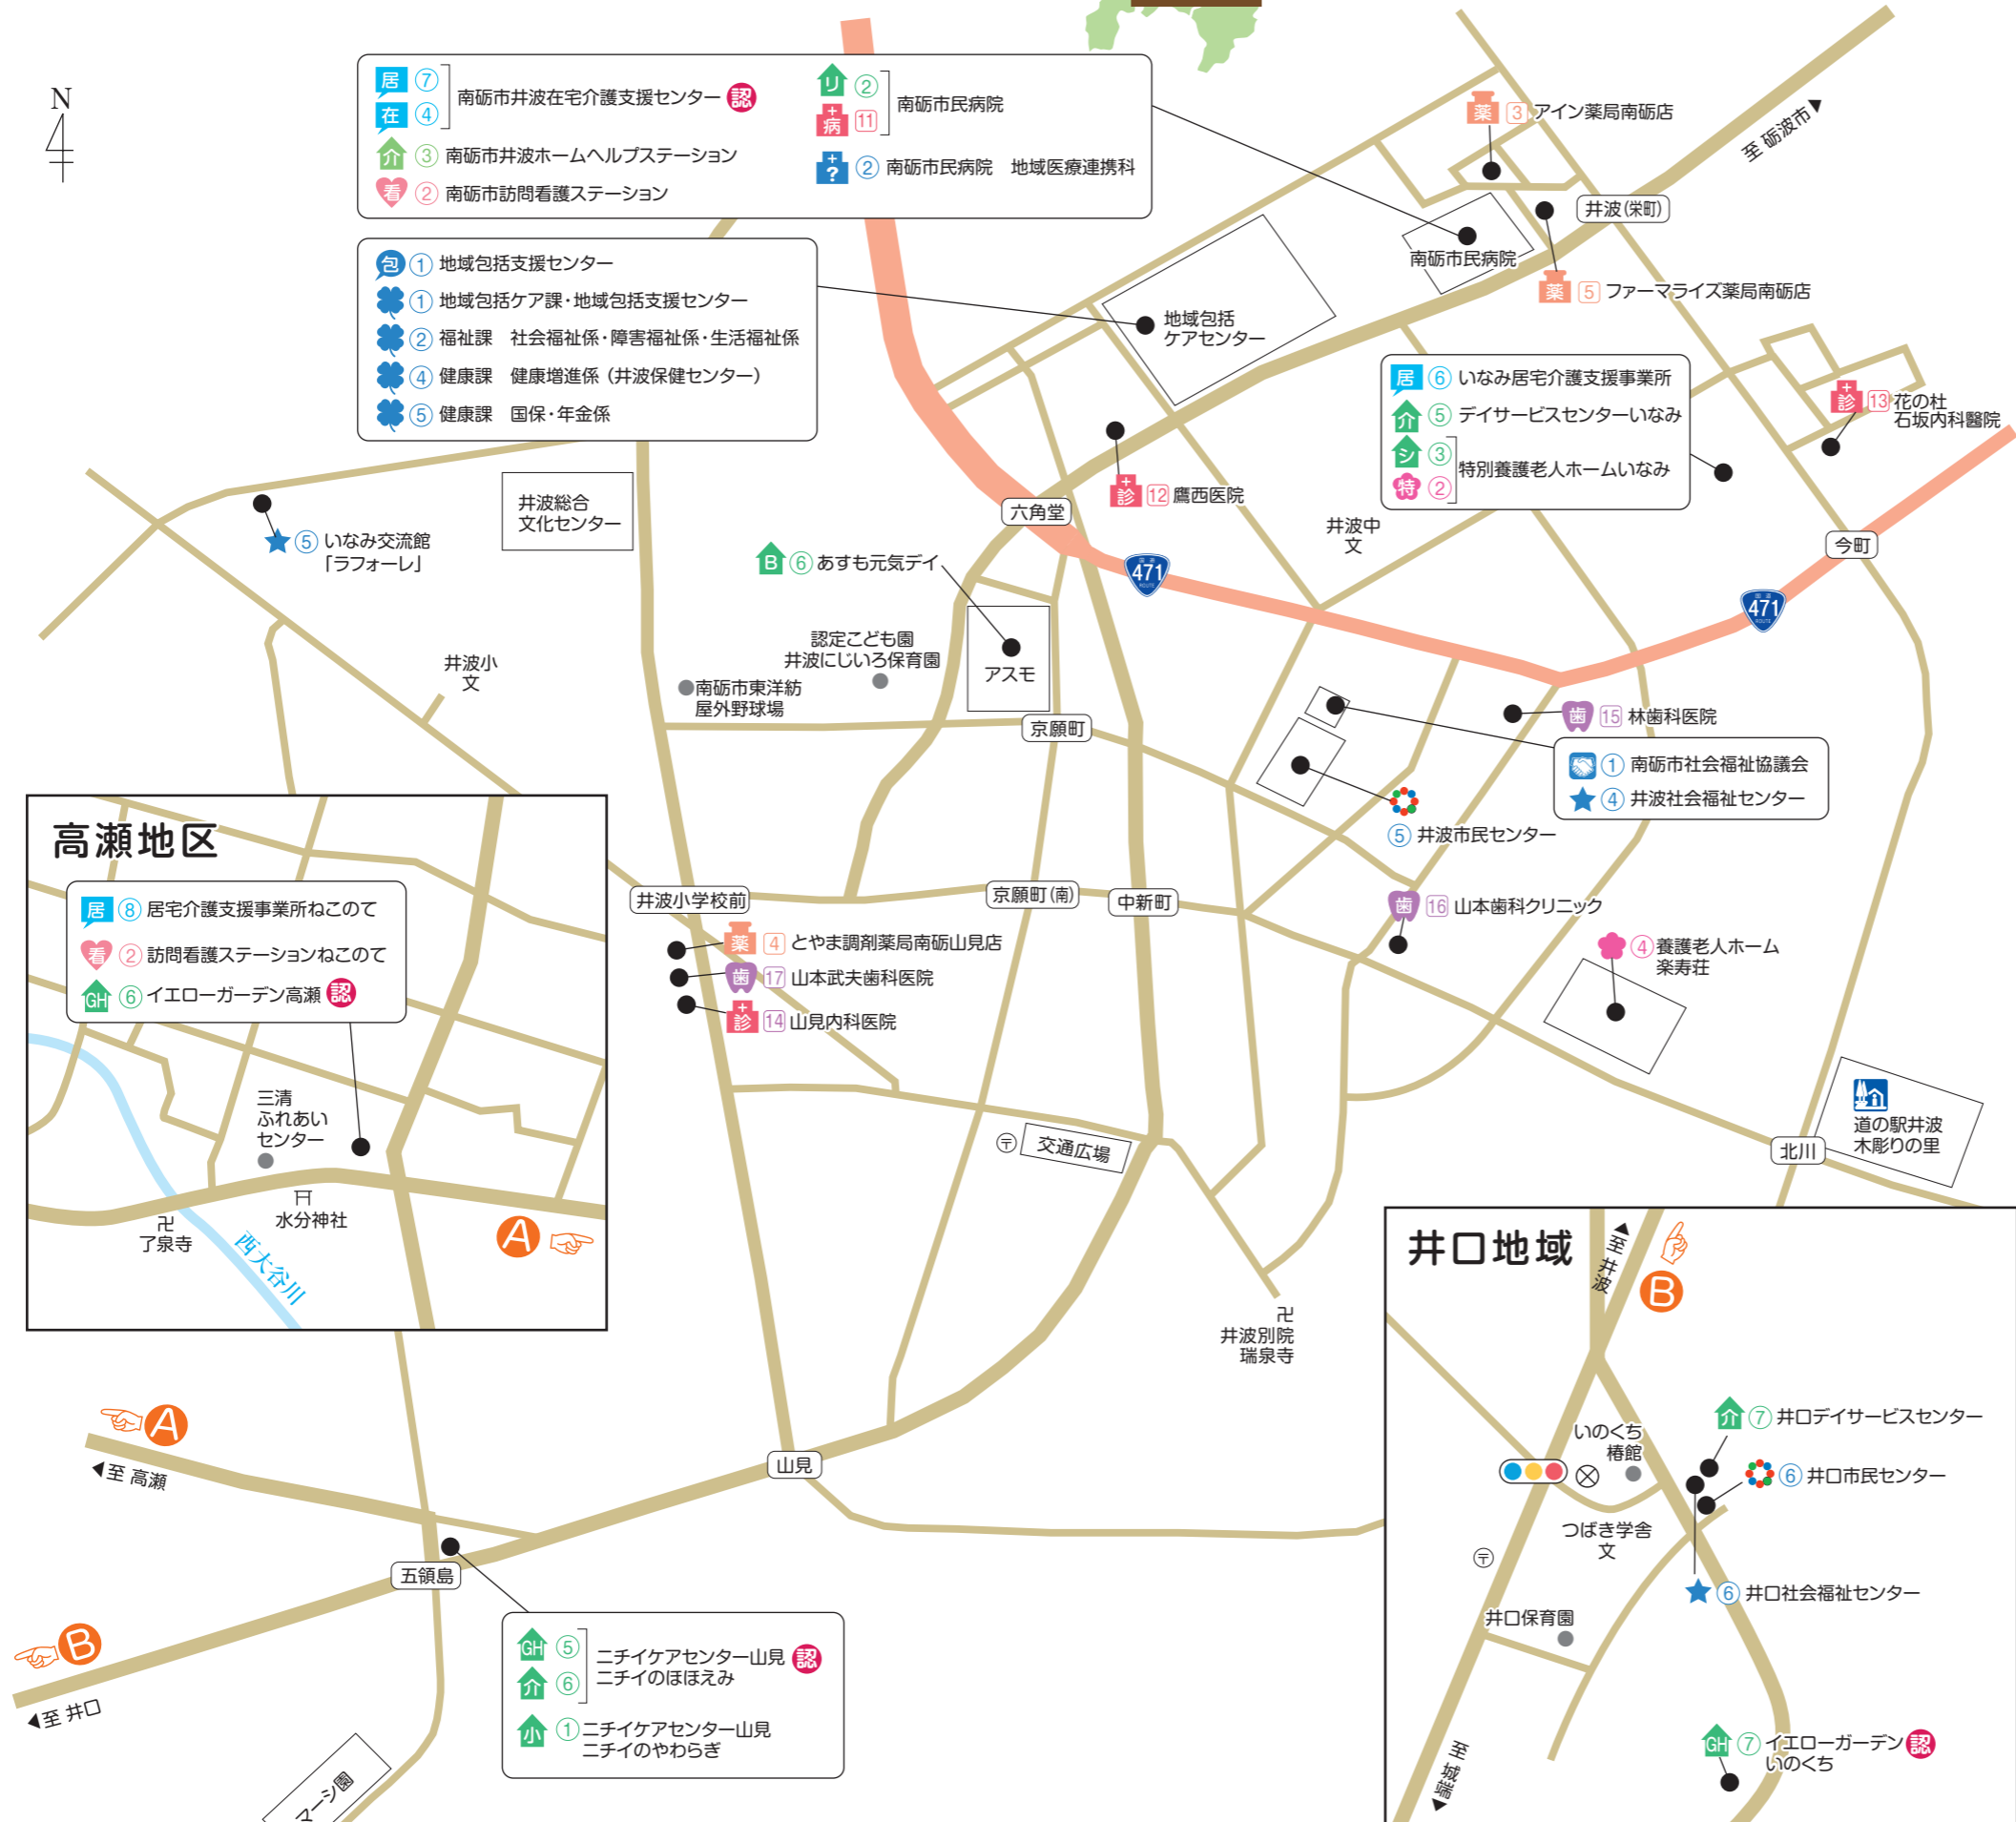 N
居 ⑦
在 ④
南砺市井波在宅介護支援センター 認
介 ③ 南砺市井波ホームヘルプステーション
看 ② 南砺市訪問看護ステーション
リ ②
病 11
南砺市民病院
? ② 南砺市民病院　地域医療連携科
包 ① 地域包括支援センター
① 地域包括ケア課・地域包括支援センター
② 福祉課　社会福祉係・障害福祉係・生活福祉係
④ 健康課　健康増進係（井波保健センター）
⑤ 健康課　国保・年金係
薬 3 アイン薬局南砺店
至 砺波市
井波(栄町)
南砺市民病院
薬 5 ファーマライズ薬局南砺店
地域包括
ケアセンター
居 ⑥ いなみ居宅介護支援事業所
介 ⑤ デイサービスセンターいなみ
シ ③
特 ②
特別養護老人ホームいなみ
診 13 花の杜
石坂内科醫院
診 12 鷹西医院
六角堂
井波総合
文化センター
⑤ いなみ交流館
「ラフォーレ」
井波中
文
今町
国道
471
ROUTE
国道
471
ROUTE
B ⑥ あすも元気デイ
認定こども園
井波にじいろ保育園
アスモ
井波小
文
南砺市東洋紡
屋外野球場
京願町
歯 15 林歯科医院
① 南砺市社会福祉協議会
④ 井波社会福祉センター
⑤ 井波市民センター
井波小学校前
京願町(南)
中新町
歯 16 山本歯科クリニック
薬 4 とやま調剤薬局南砺山見店
歯 17 山本武夫歯科医院
診 14 山見内科医院
④ 養護老人ホーム
楽寿荘
道の駅井波
木彫りの里
北川
〒 交通広場
卍
井波別院
瑞泉寺
高瀬地区
居 ⑧ 居宅介護支援事業所ねこのて
看 ② 訪問看護ステーションねこのて
GH ⑥ イエローガーデン高瀬 認
三清
ふれあい
センター
水分神社
卍
了泉寺
西大谷川
A
A
至 高瀬
山見
五領島
B
至 井口
GH ⑤
介 ⑥
ニチイケアセンター山見 認
ニチイのほほえみ
小 ① ニチイケアセンター山見
ニチイのやわらぎ
マーシ園
井口地域
至 井波
B
介 ⑦ 井口デイサービスセンター
いのくち
椿館
⑥ 井口市民センター
つばき学舎
文
〒
⑥ 井口社会福祉センター
井口保育園
GH ⑦ イエローガーデン 認
いのくち
至 城端